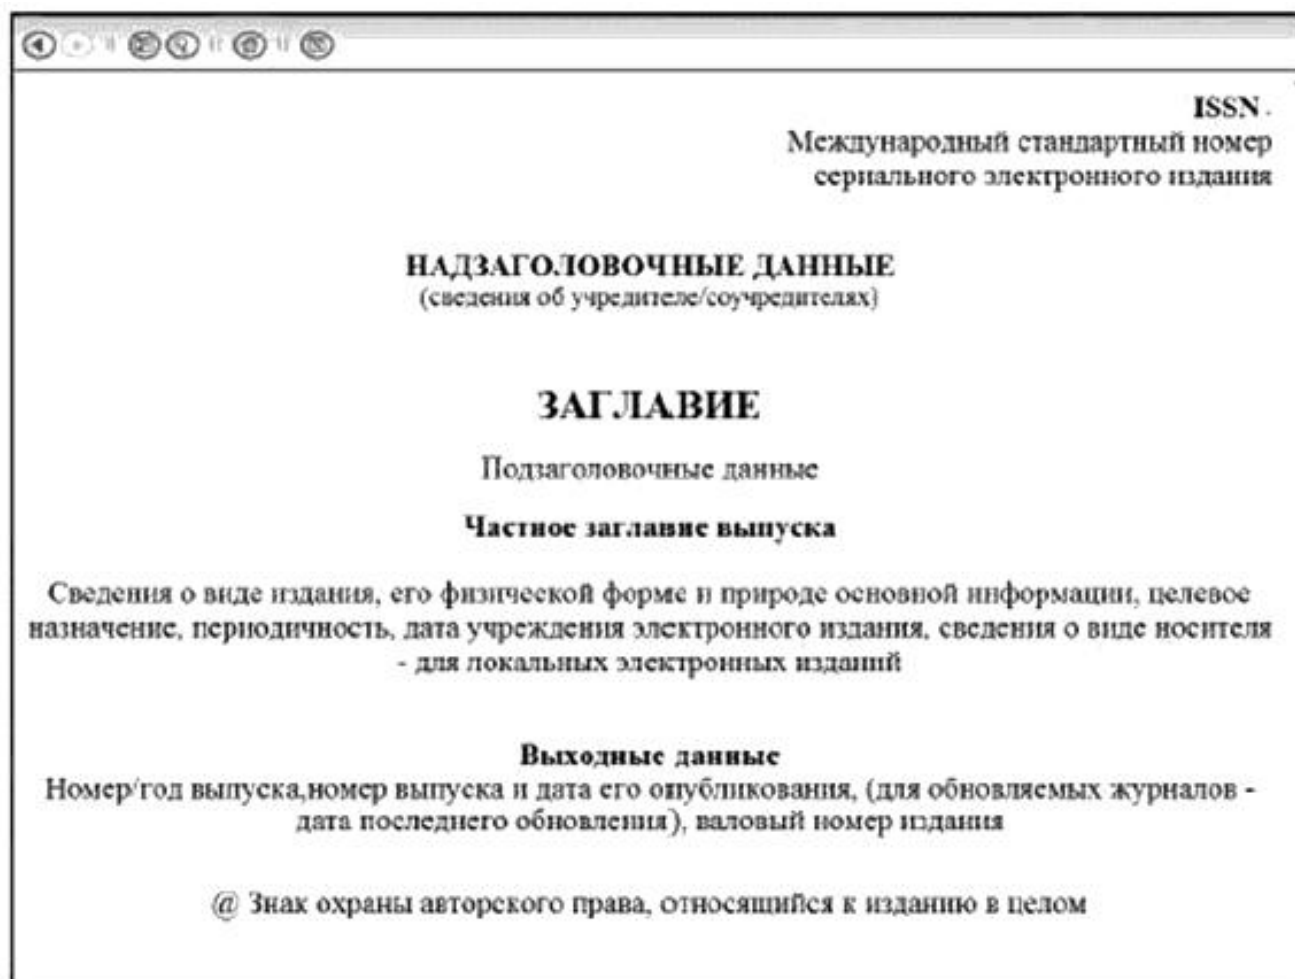 ISSN
Международный стандартный номер
сериального электронного издания
НАДЗАГОЛОВОЧНЫЕ ДАННЫЕ
(сведения об учредителе/соучредителях)
ЗАГЛАВИЕ
Подзаголовочные данные
Частное заглавие выпуска
Сведения о виде издания, его физической форме и природе основной информации, целевое
назначение, периодичность, дата учреждения электронного издания, сведения о виде носителя
- для локальных электронных изданий
Выходные данные
Номер/год выпуска,номер выпуска и дата его опубликования, (для обновляемых журналов -
дата последнего обновления), валовый номер издания
@ Знак охраны авторского права, относящийся к изданию в целом